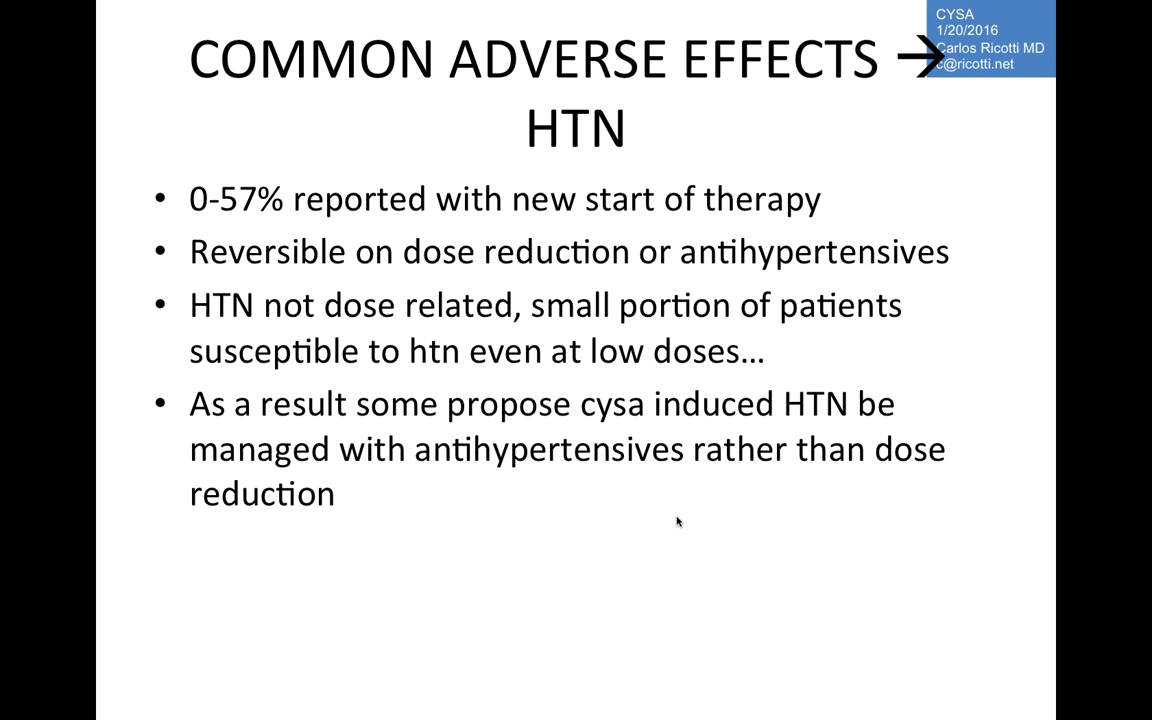 CYSA
1/20/2016
Carlos Ricotti MD
c@ricotti.net
COMMON ADVERSE EFFECTS →
HTN
• 0-57% reported with new start of therapy
• Reversible on dose reduction or antihypertensives
• HTN not dose related, small portion of patients
susceptible to htn even at low doses…
• As a result some propose cysa induced HTN be
managed with antihypertensives rather than dose
reduction